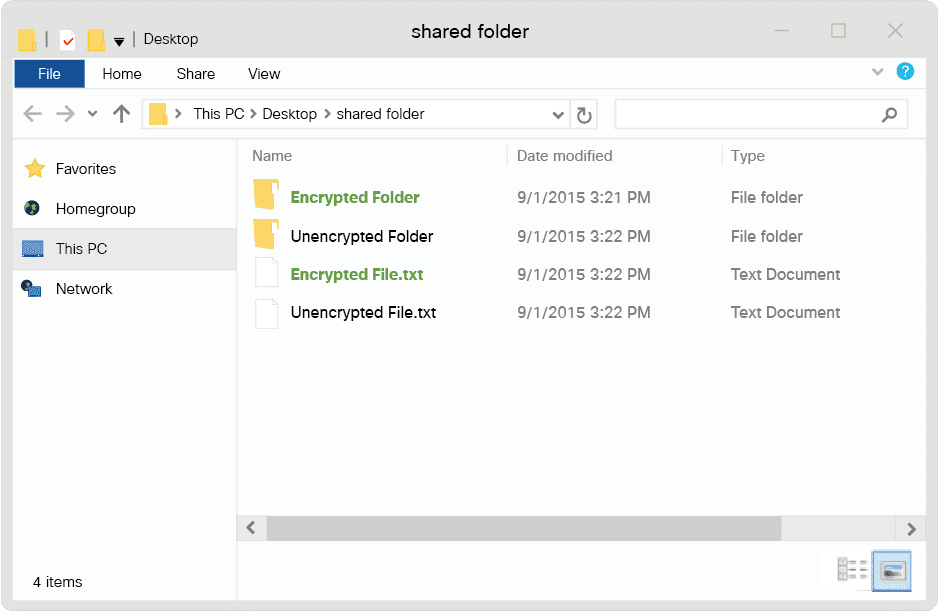 shared folder
| | Desktop
File Home Share View ?
This PC > Desktop > shared folder
Name Date modified Type
Favorites
Encrypted Folder 9/1/2015 3:21 PM File folder
Homegroup
Unencrypted Folder 9/1/2015 3:22 PM File folder
This PC
Encrypted File.txt 9/1/2015 3:22 PM Text Document
Network
Unencrypted File.txt 9/1/2015 3:22 PM Text Document
4 items